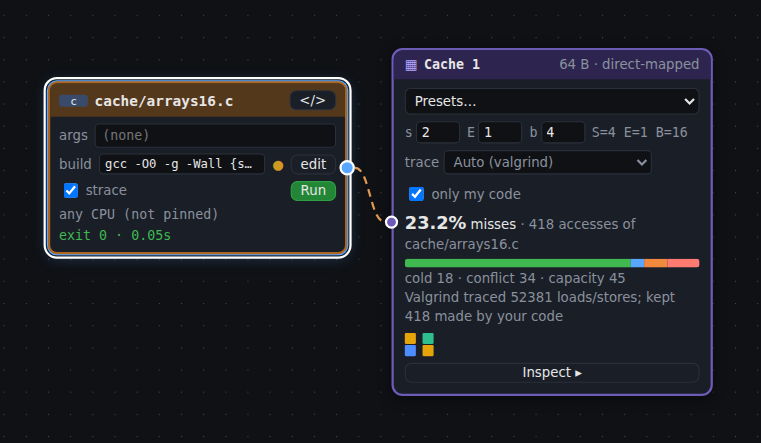 c cache/arrays16.c </>
args (none)
build gcc -O0 -g -Wall {s… edit
strace Run
any CPU (not pinned)
exit 0 · 0.05s
Cache 1 64 B · direct-mapped
Presets…
s 2 E 1 b 4 S=4 E=1 B=16
trace Auto (valgrind)
only my code
23.2% misses · 418 accesses of
cache/arrays16.c
cold 18 · conflict 34 · capacity 45
Valgrind traced 52381 loads/stores; kept
418 made by your code
Inspect ▸